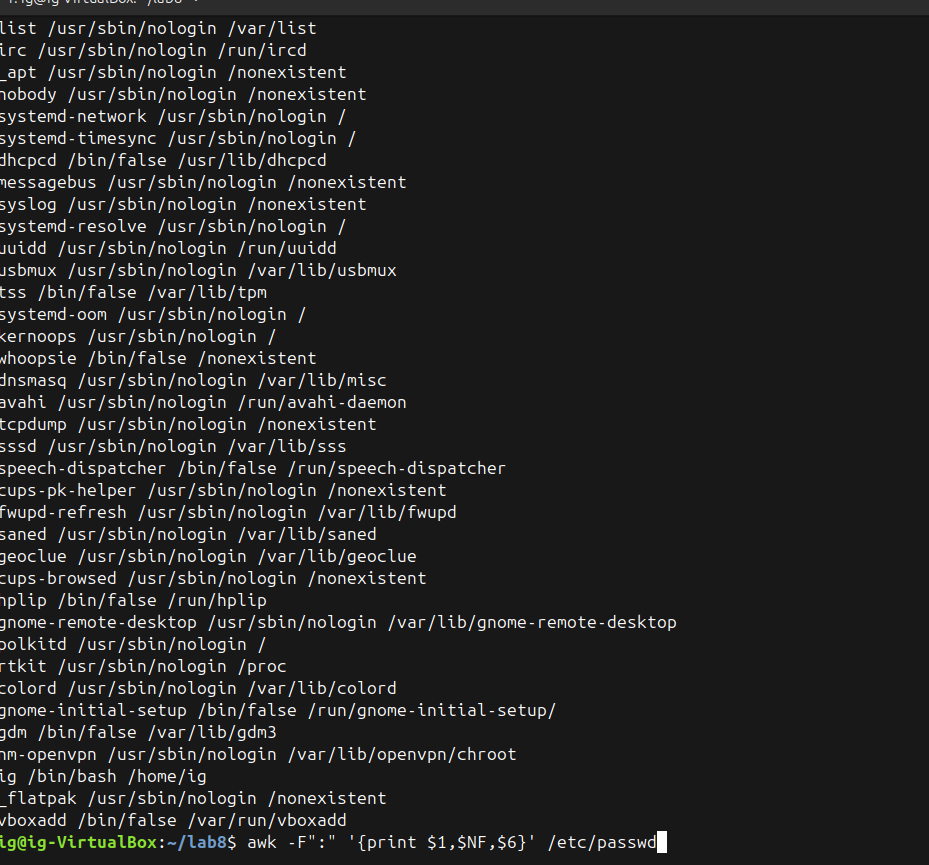 list /usr/sbin/nologin /var/list
irc /usr/sbin/nologin /run/ircd
_apt /usr/sbin/nologin /nonexistent
nobody /usr/sbin/nologin /nonexistent
systemd-network /usr/sbin/nologin /
systemd-timesync /usr/sbin/nologin /
dhcpcd /bin/false /usr/lib/dhcpcd
messagebus /usr/sbin/nologin /nonexistent
syslog /usr/sbin/nologin /nonexistent
systemd-resolve /usr/sbin/nologin /
uuidd /usr/sbin/nologin /run/uuidd
usbmux /usr/sbin/nologin /var/lib/usbmux
tss /bin/false /var/lib/tpm
systemd-oom /usr/sbin/nologin /
kernoops /usr/sbin/nologin /
whoopsie /bin/false /nonexistent
dnsmasq /usr/sbin/nologin /var/lib/misc
avahi /usr/sbin/nologin /run/avahi-daemon
tcpdump /usr/sbin/nologin /nonexistent
sssd /usr/sbin/nologin /var/lib/sss
speech-dispatcher /bin/false /run/speech-dispatcher
cups-pk-helper /usr/sbin/nologin /nonexistent
fwupd-refresh /usr/sbin/nologin /var/lib/fwupd
saned /usr/sbin/nologin /var/lib/saned
geoclue /usr/sbin/nologin /var/lib/geoclue
cups-browsed /usr/sbin/nologin /nonexistent
hplip /bin/false /run/hplip
gnome-remote-desktop /usr/sbin/nologin /var/lib/gnome-remote-desktop
polkitd /usr/sbin/nologin /
rtkit /usr/sbin/nologin /proc
colord /usr/sbin/nologin /var/lib/colord
gnome-initial-setup /bin/false /run/gnome-initial-setup/
gdm /bin/false /var/lib/gdm3
nm-openvpn /usr/sbin/nologin /var/lib/openvpn/chroot
ig /bin/bash /home/ig
_flatpak /usr/sbin/nologin /nonexistent
vboxadd /bin/false /var/run/vboxadd
ig@ig-VirtualBox:~/lab8$ awk -F":" '{print $1,$NF,$6}' /etc/passwd